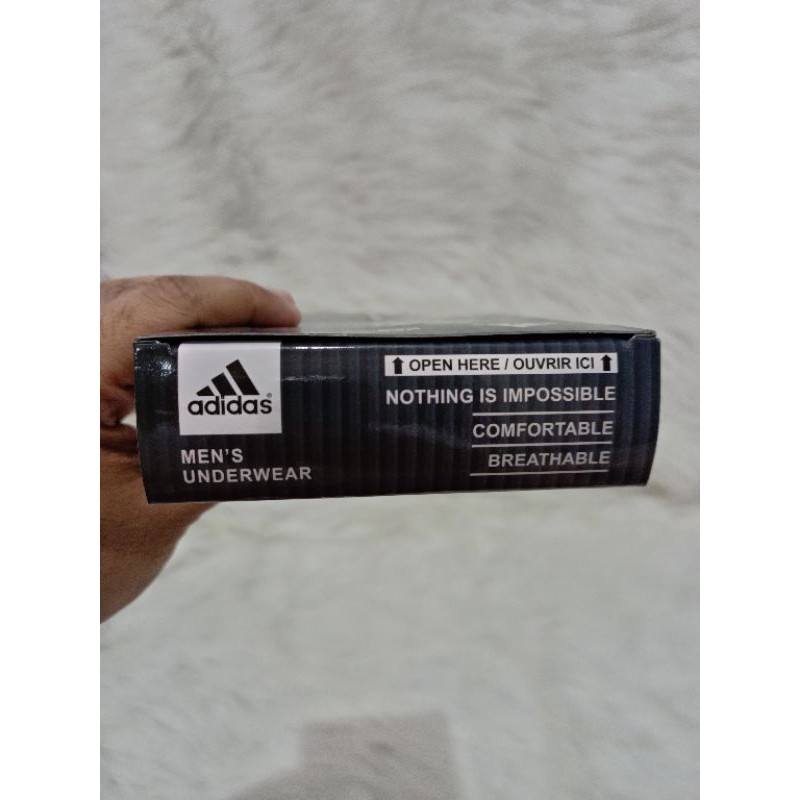 adidas®
MEN'S
UNDERWEAR
⬆ OPEN HERE / OUVRIR ICI ⬆
NOTHING IS IMPOSSIBLE
COMFORTABLE
BREATHABLE